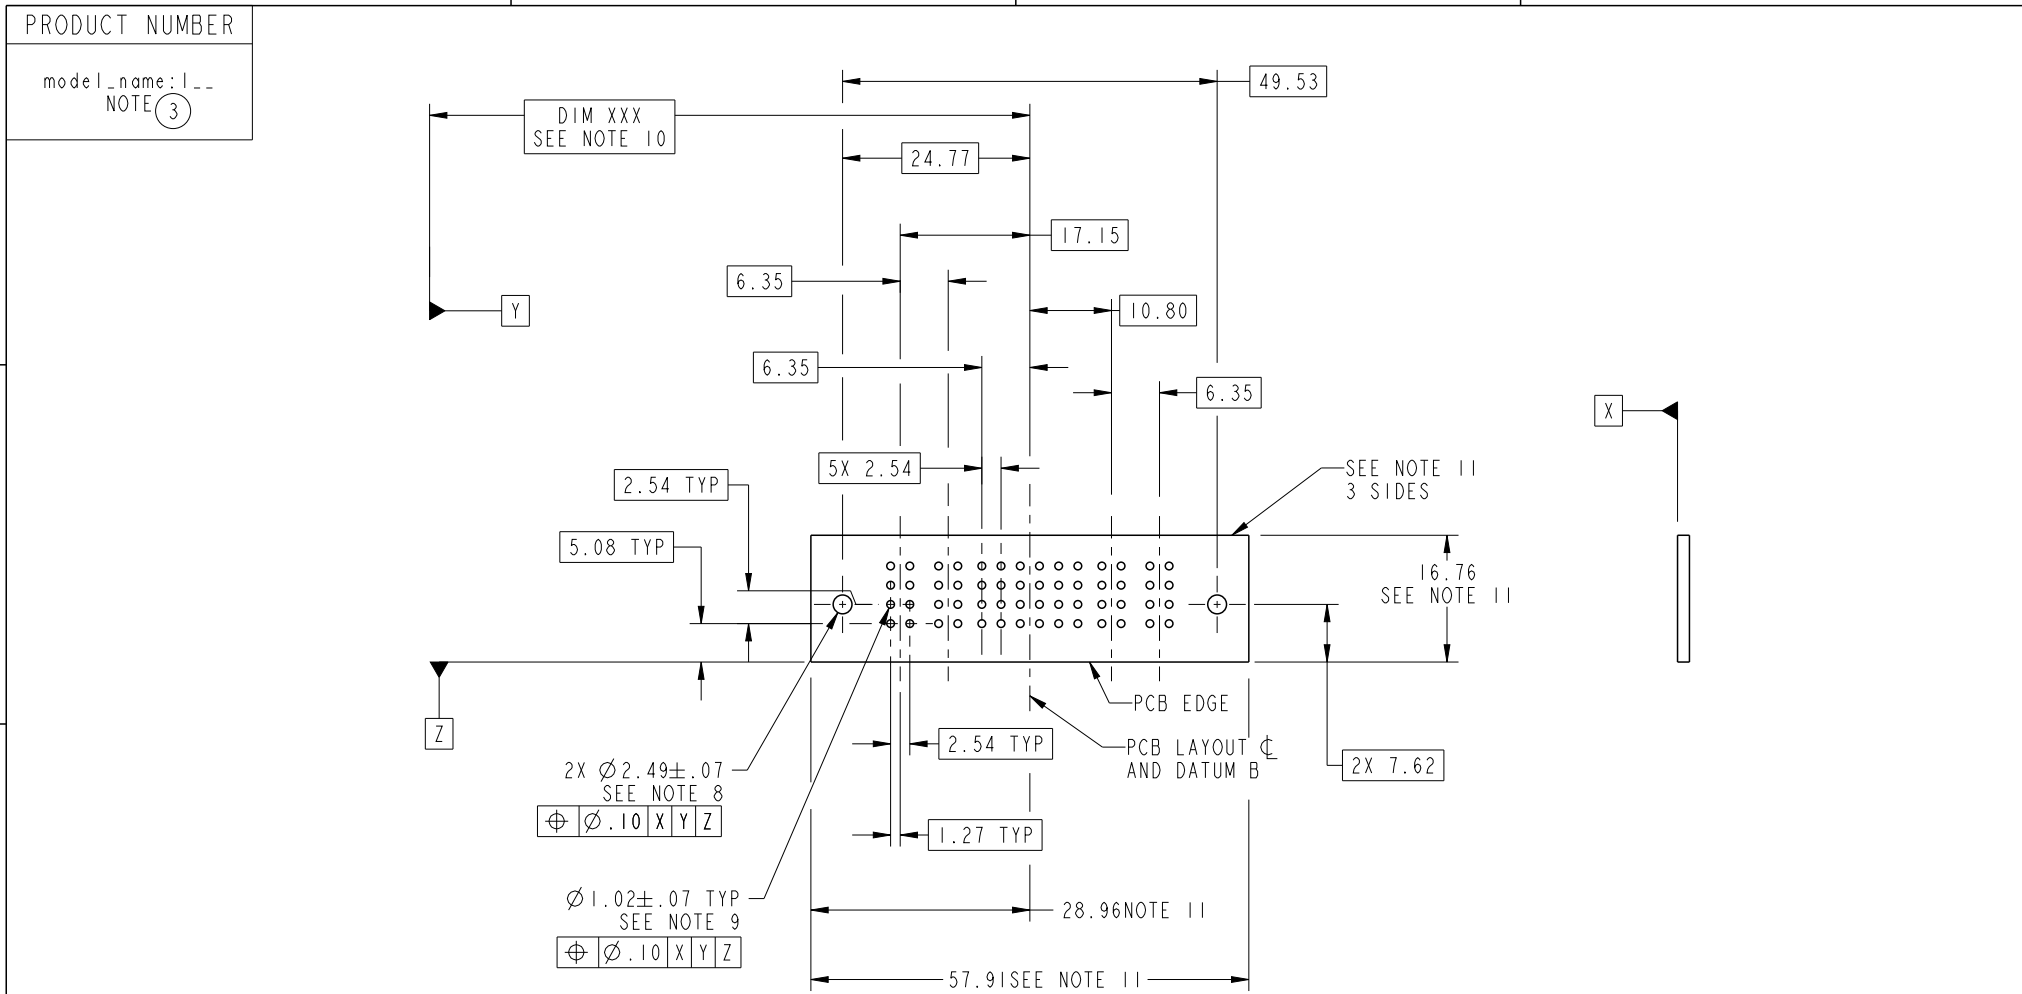 PRODUCT NUMBER
model_name:1__
NOTE 3
49.53
DIM XXX
SEE NOTE 10
24.77
17.15
6.35
Y
10.80
6.35
6.35
X
5X 2.54
SEE NOTE 11
3 SIDES
2.54 TYP
5.08 TYP
16.76
SEE NOTE 11
PCB EDGE
Z
2.54 TYP
PCB LAYOUT ℄
AND DATUM B
2X 7.62
2X Ø2.49±.07
SEE NOTE 8
⌖ Ø.10 X Y Z
1.27 TYP
Ø1.02±.07 TYP
SEE NOTE 9
⌖ Ø.10 X Y Z
28.96NOTE 11
57.91SEE NOTE 11